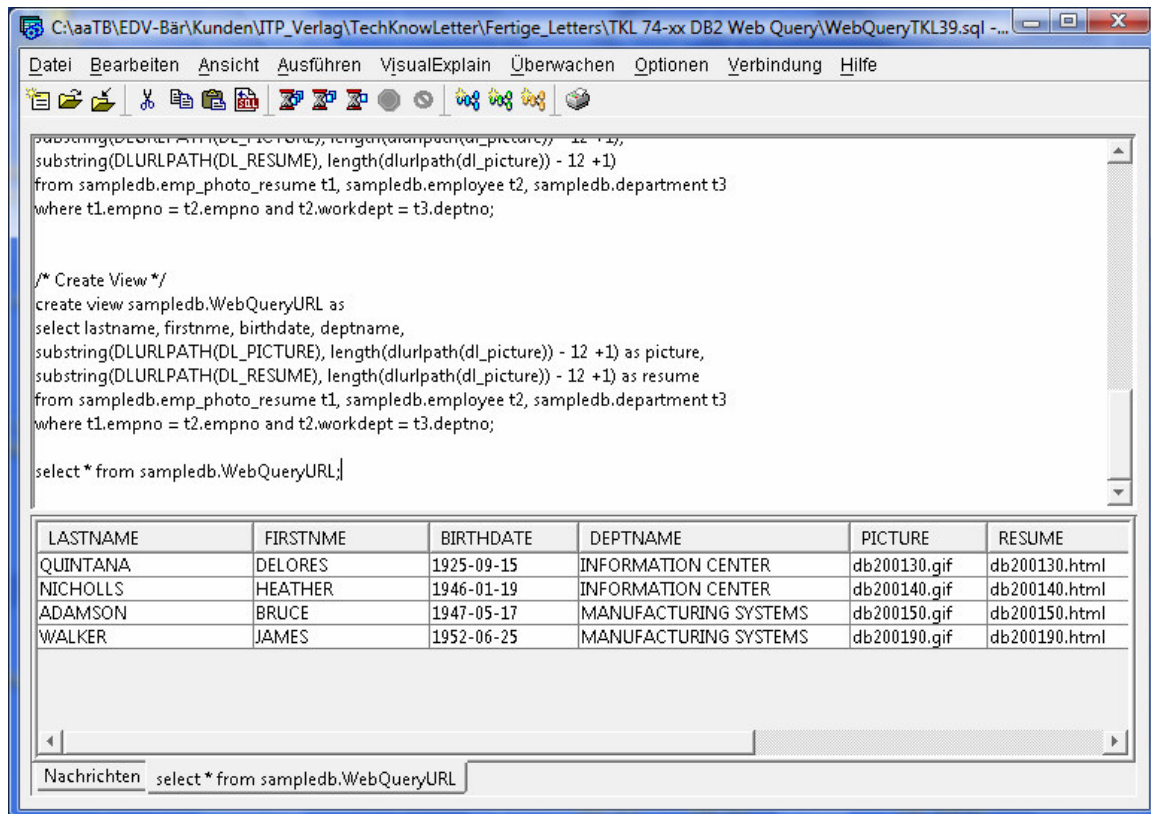 C:\aaTB\EDV-Bär\Kunden\ITP_Verlag\TechKnowLetter\Fertige_Letters\TKL 74-xx DB2 Web Query\WebQueryTKL39.sql -...
Datei Bearbeiten Ansicht Ausführen VisualExplain Überwachen Optionen Verbindung Hilfe
substring(DLURLPATH(DL_PICTURE), length(dlurlpath(dl_picture)) - 12 +1),
substring(DLURLPATH(DL_RESUME), length(dlurlpath(dl_picture)) - 12 +1)
from sampledb.emp_photo_resume t1, sampledb.employee t2, sampledb.department t3
where t1.empno = t2.empno and t2.workdept = t3.deptno;
/* Create View */
create view sampledb.WebQueryURL as
select lastname, firstnme, birthdate, deptname,
substring(DLURLPATH(DL_PICTURE), length(dlurlpath(dl_picture)) - 12 +1) as picture,
substring(DLURLPATH(DL_RESUME), length(dlurlpath(dl_picture)) - 12 +1) as resume
from sampledb.emp_photo_resume t1, sampledb.employee t2, sampledb.department t3
where t1.empno = t2.empno and t2.workdept = t3.deptno;
select * from sampledb.WebQueryURL;
LASTNAME FIRSTNME BIRTHDATE DEPTNAME PICTURE RESUME
QUINTANA DELORES 1925-09-15 INFORMATION CENTER db200130.gif db200130.html
NICHOLLS HEATHER 1946-01-19 INFORMATION CENTER db200140.gif db200140.html
ADAMSON BRUCE 1947-05-17 MANUFACTURING SYSTEMS db200150.gif db200150.html
WALKER JAMES 1952-06-25 MANUFACTURING SYSTEMS db200190.gif db200190.html
Nachrichten select * from sampledb.WebQueryURL